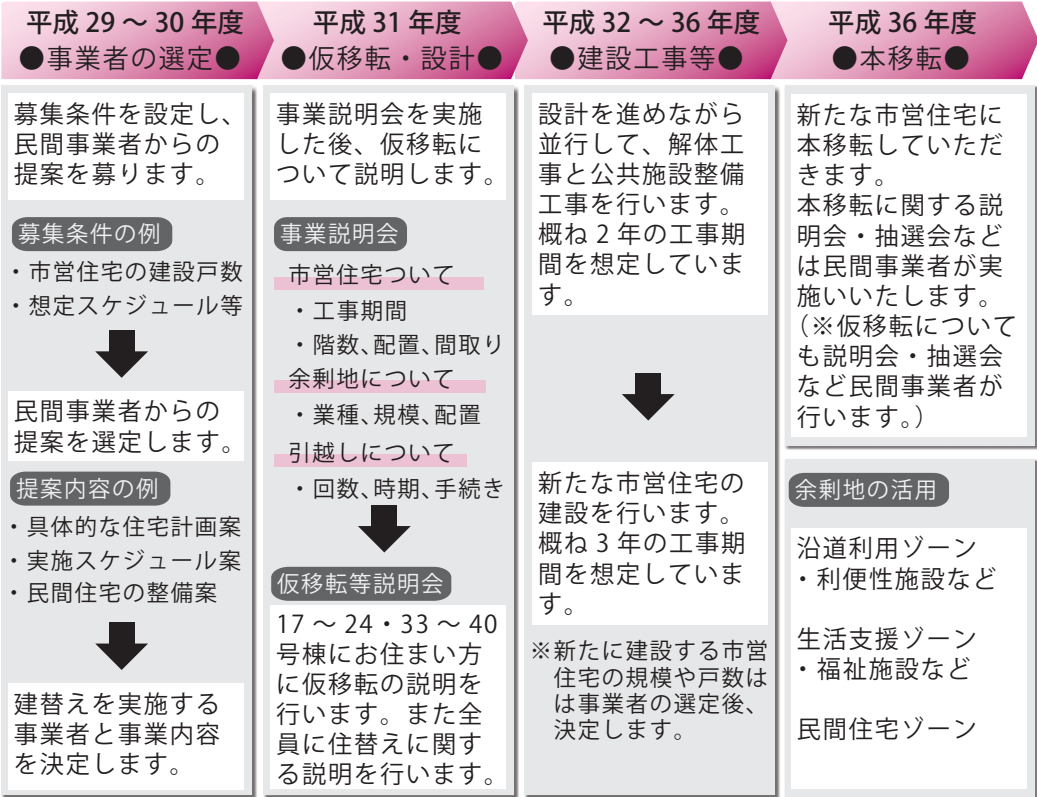 平成 29 ～ 30 年度
●事業者の選定●
募集条件を設定し、
民間事業者からの
提案を募ります。
募集条件の例
・市営住宅の建設戸数
・想定スケジュール等
民間事業者からの
提案を選定します。
提案内容の例
・具体的な住宅計画案
・実施スケジュール案
・民間住宅の整備案
建替えを実施する
事業者と事業内容
を決定します。
平成 31 年度
●仮移転・設計●
事業説明会を実施
した後、仮移転に
ついて説明します。
事業説明会
市営住宅ついて
・工事期間
・階数、配置、間取り
余剰地について
・業種、規模、配置
引越しについて
・回数、時期、手続き
仮移転等説明会
17 ～ 24・33 ～ 40
号棟にお住まい方
に仮移転の説明を
行います。また全
員に住替えに関す
る説明を行います。
平成 32 ～ 36 年度
●建設工事等●
設計を進めながら
並行して、解体工
事と公共施設整備
工事を行います。
概ね 2 年の工事期
間を想定していま
す。
新たな市営住宅の
建設を行います。
概ね 3 年の工事期
間を想定していま
す。
※新たに建設する市営
住宅の規模や戸数は
は事業者の選定後、
決定します。
平成 36 年度
●本移転●
新たな市営住宅に
本移転していただ
きます。
本移転に関する説
明会・抽選会など
は民間事業者が実
施いいたします。
（※仮移転について
も説明会・抽選会
など民間事業者が
行います。）
余剰地の活用
沿道利用ゾーン
・利便性施設など
生活支援ゾーン
・福祉施設など
民間住宅ゾーン